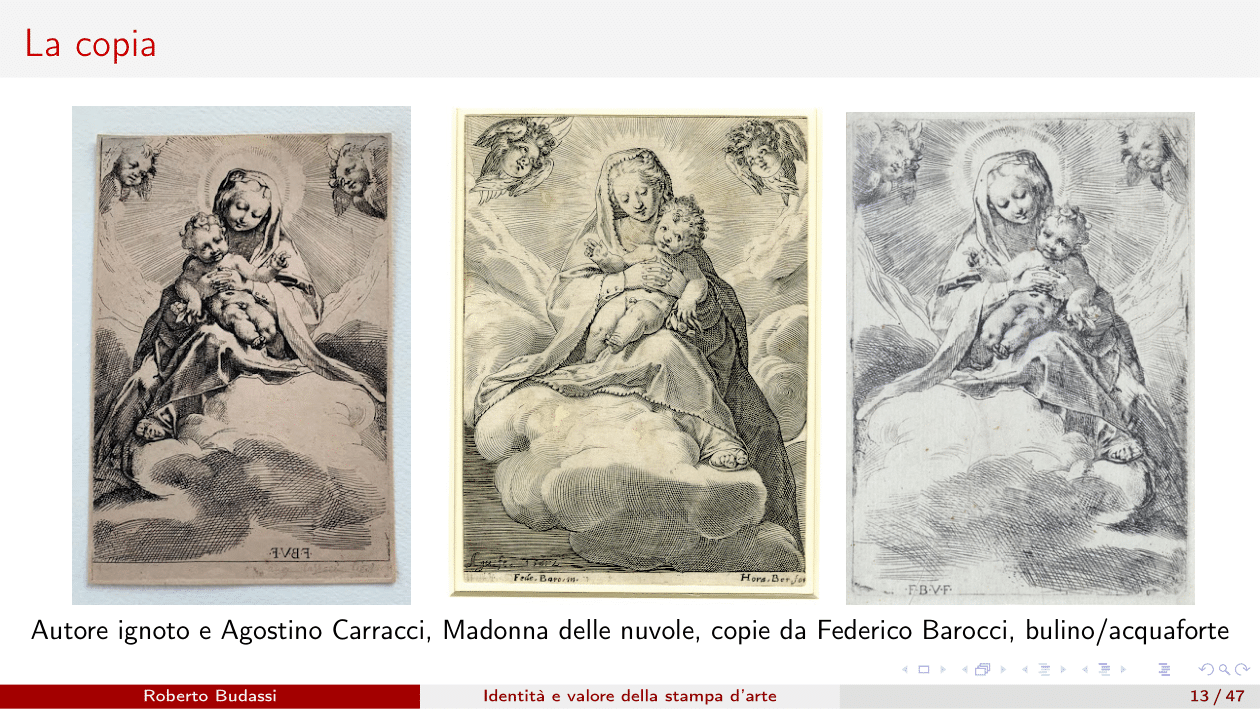 La copia
Fede. Baro. in.
Hora. Ber. for
F·B·V·F·
F·B·V·F·
Autore ignoto e Agostino Carracci, Madonna delle nuvole, copie da Federico Barocci, bulino/acquaforte
Roberto Budassi
Identità e valore della stampa d'arte
13 / 47